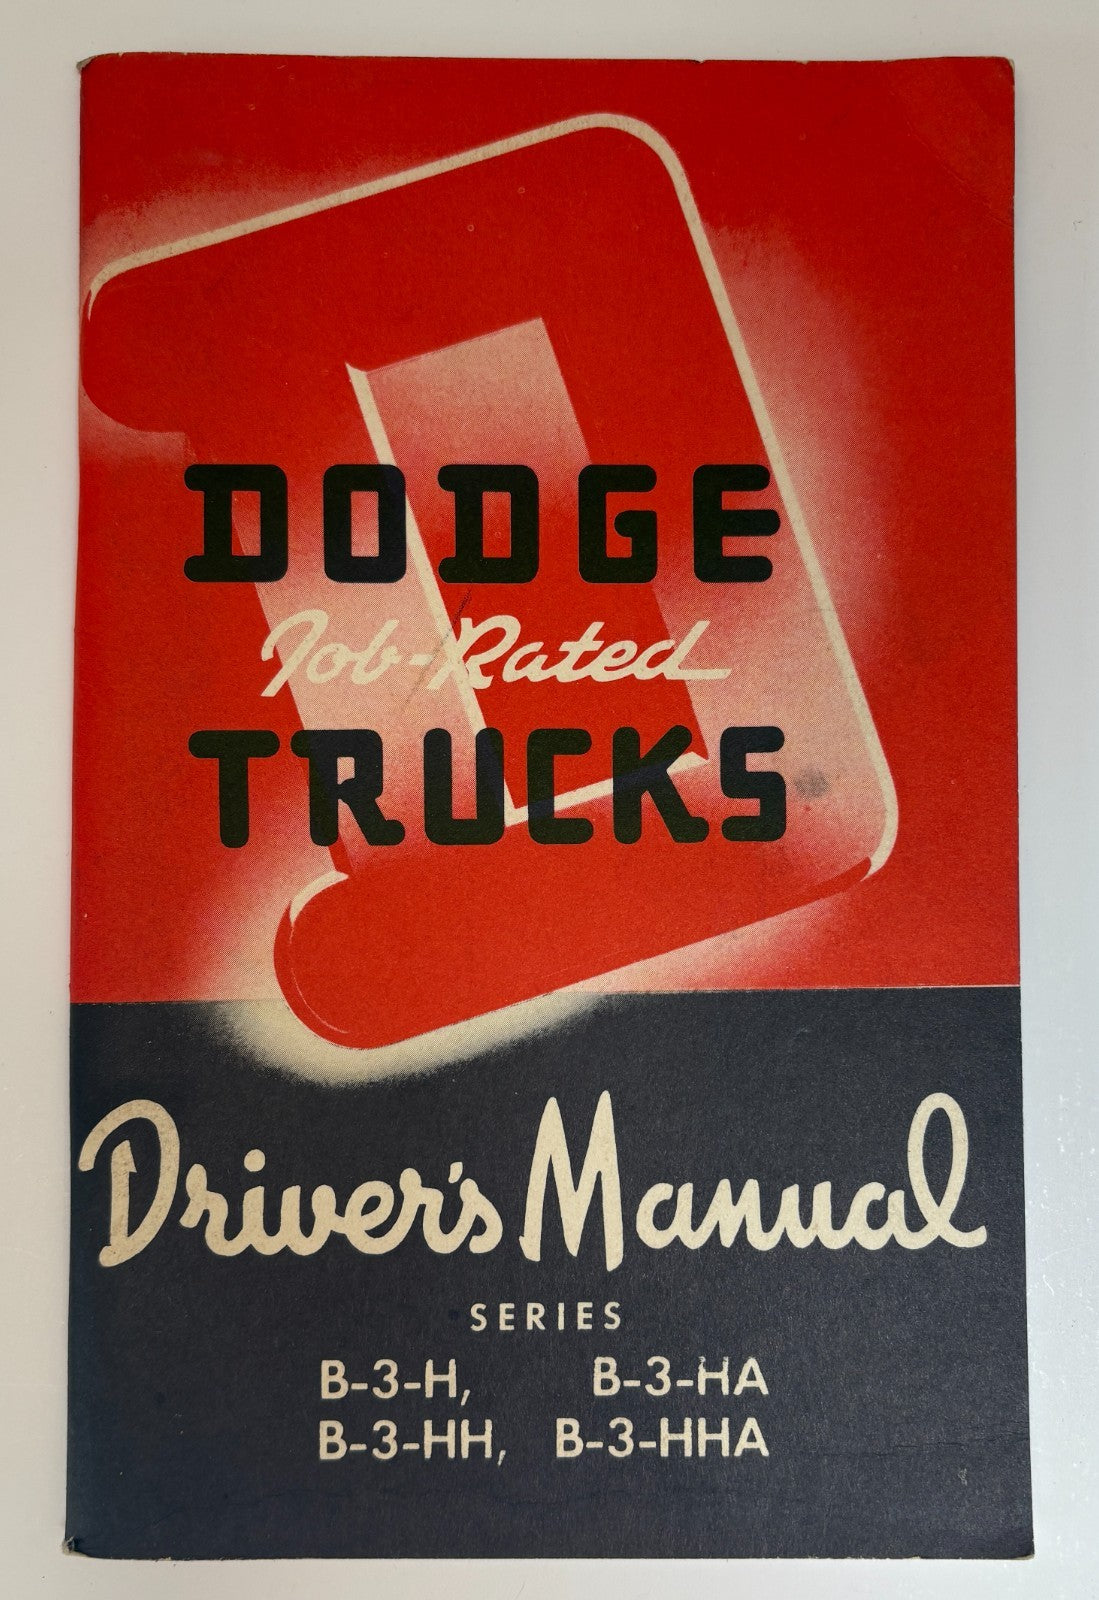 DODGE
Job-Rated
TRUCKS
Driver's Manual
SERIES
B-3-H, B-3-HA
B-3-HH, B-3-HHA